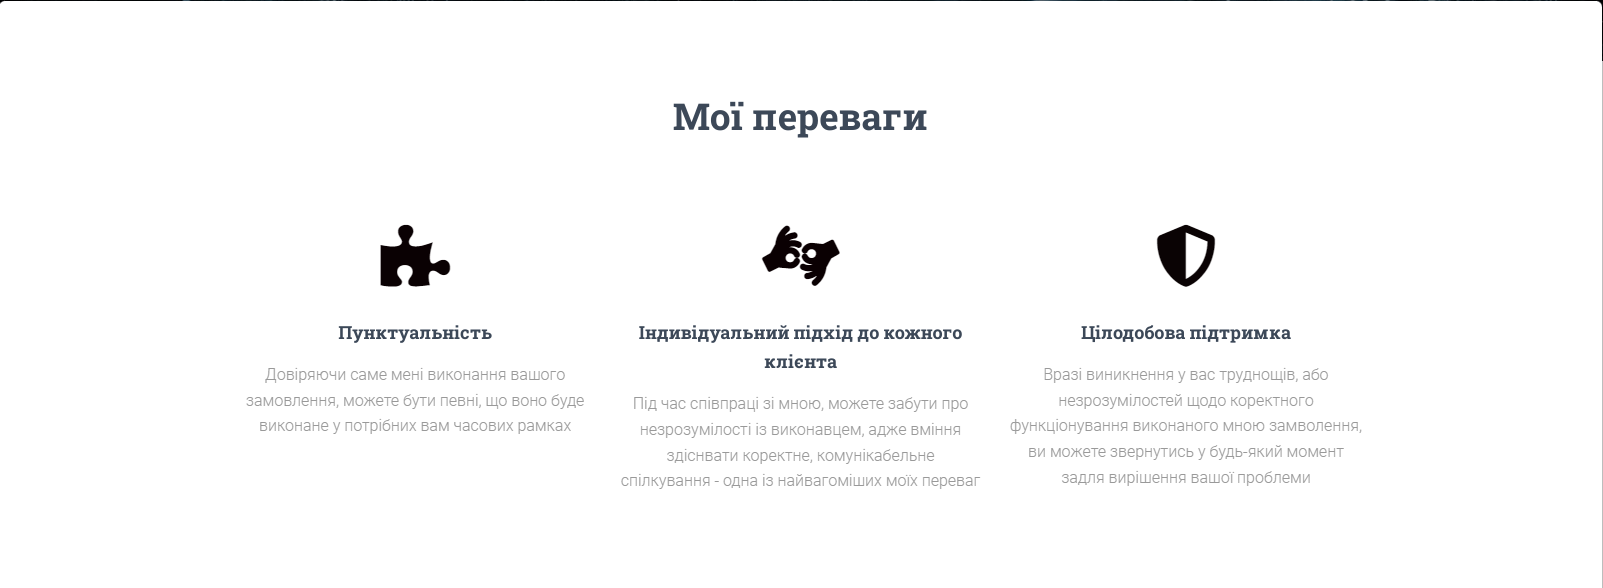 Мої переваги
Пунктуальність
Довіряючи саме мені виконання вашого
замовлення, можете бути певні, що воно буде
виконане у потрібних вам часових рамках
Індивідуальний підхід до кожного
клієнта
Під час співпраці зі мною, можете забути про
незрозумілості із виконавцем, адже вміння
здіснвати коректне, комунікабельне
спілкування - одна із найвагоміших моїх переваг
Цілодобова підтримка
Вразі виникнення у вас труднощів, або
незрозумілостей щодо коректного
функціонування виконаного мною замволення,
ви можете звернутись у будь-який момент
задля вирішення вашої проблеми